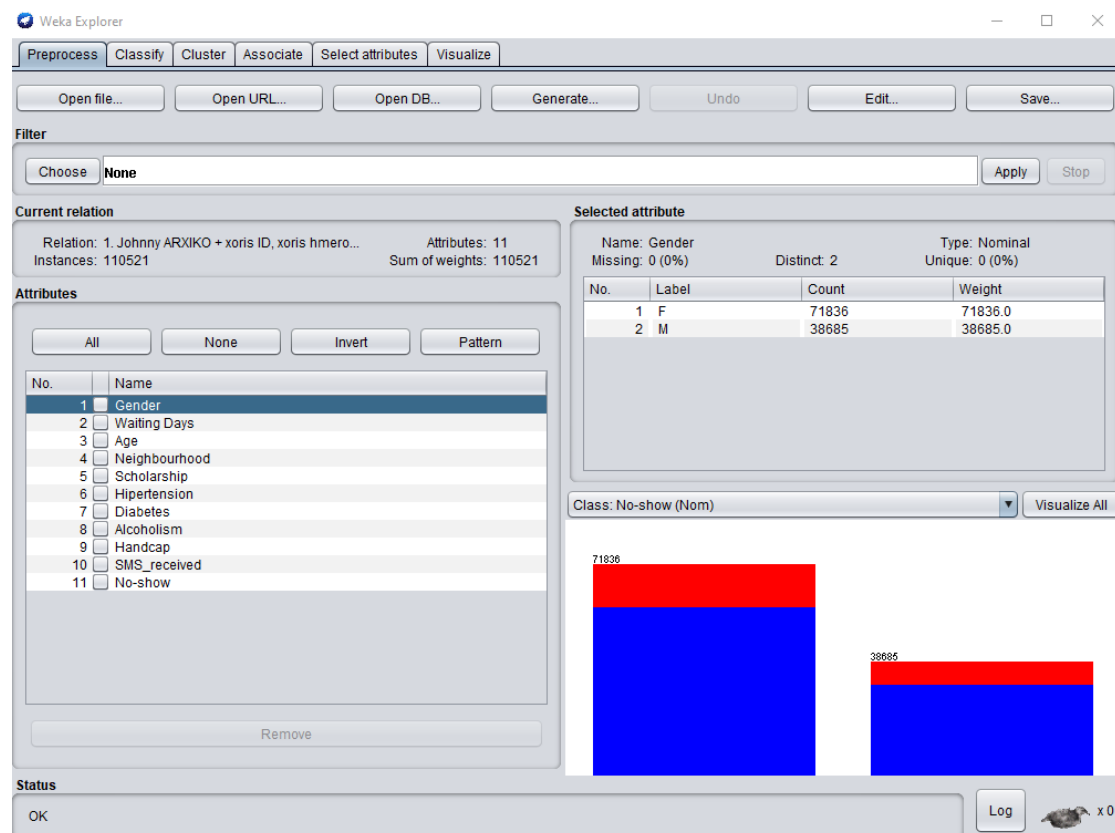 Weka Explorer
Preprocess Classify Cluster Associate Select attributes Visualize
Open file... Open URL... Open DB... Generate... Undo Edit... Save...
Filter
Choose None Apply Stop
Current relation
Relation: 1. Johnny ARXIKO + xoris ID, xoris hmero... Attributes: 11
Instances: 110521 Sum of weights: 110521
Attributes
All None Invert Pattern
No. Name
1 Gender
2 Waiting Days
3 Age
4 Neighbourhood
5 Scholarship
6 Hipertension
7 Diabetes
8 Alcoholism
9 Handcap
10 SMS_received
11 No-show
Remove
Selected attribute
Name: Gender Type: Nominal
Missing: 0 (0%) Distinct: 2 Unique: 0 (0%)
No. Label Count Weight
1 F 71836 71836.0
2 M 38685 38685.0
Class: No-show (Nom) Visualize All
71836
38685
Status
OK
Log x 0